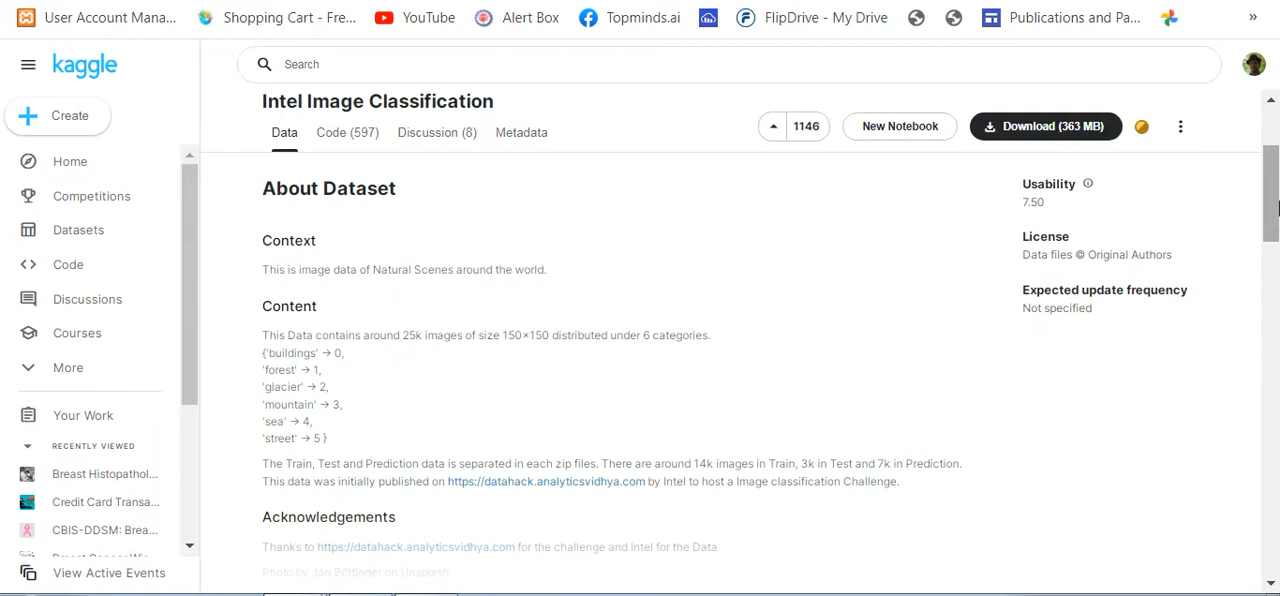 User Account Mana...
Shopping Cart - Fre...
YouTube
Alert Box
Topminds.ai
FlipDrive - My Drive
Publications and Pa...
»
kaggle
Search
Create
Intel Image Classification
Data
Code (597)
Discussion (8)
Metadata
1146
New Notebook
Download (363 MB)
Home
Competitions
Datasets
Code
Discussions
Courses
More
Your Work
RECENTLY VIEWED
Breast Histopathol...
Credit Card Transa...
CBIS-DDSM: Brea...
View Active Events
About Dataset
Context
This is image data of Natural Scenes around the world.
Content
This Data contains around 25k images of size 150x150 distributed under 6 categories.
{'buildings' -> 0,
'forest' -> 1,
'glacier' -> 2,
'mountain' -> 3,
'sea' -> 4,
'street' -> 5 }
The Train, Test and Prediction data is separated in each zip files. There are around 14k images in Train, 3k in Test and 7k in Prediction.
This data was initially published on https://datahack.analyticsvidhya.com by Intel to host a Image classification Challenge.
Acknowledgements
Thanks to https://datahack.analyticsvidhya.com for the challenge and Intel for the Data
Photo by Jan Böttinger on Unsplash
Usability
7.50
License
Data files © Original Authors
Expected update frequency
Not specified